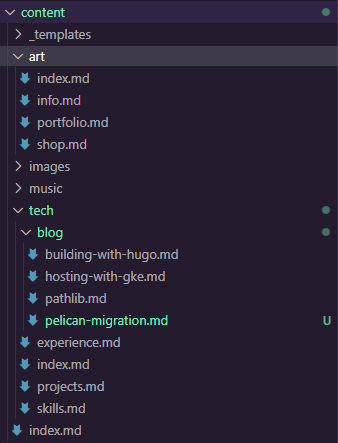 content
_templates
art
index.md
info.md
portfolio.md
shop.md
images
music
tech
blog
building-with-hugo.md
hosting-with-gke.md
pathlib.md
pelican-migration.md U
experience.md
index.md
projects.md
skills.md
index.md